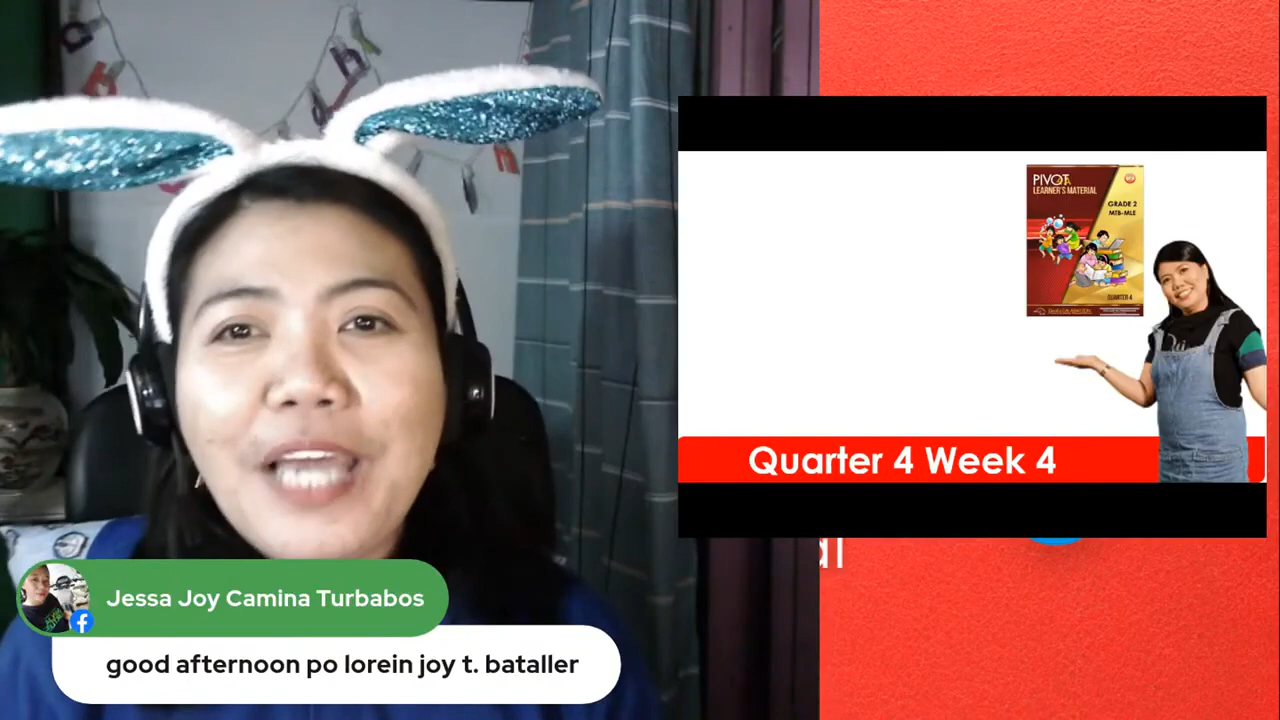 PIVOT 4A
LEARNER'S MATERIAL
GRADE 2
MTB-MLE
QUARTER 4
Quarter 4 Week 4
Jessa Joy Camina Turbabos
good afternoon po lorein joy t. bataller